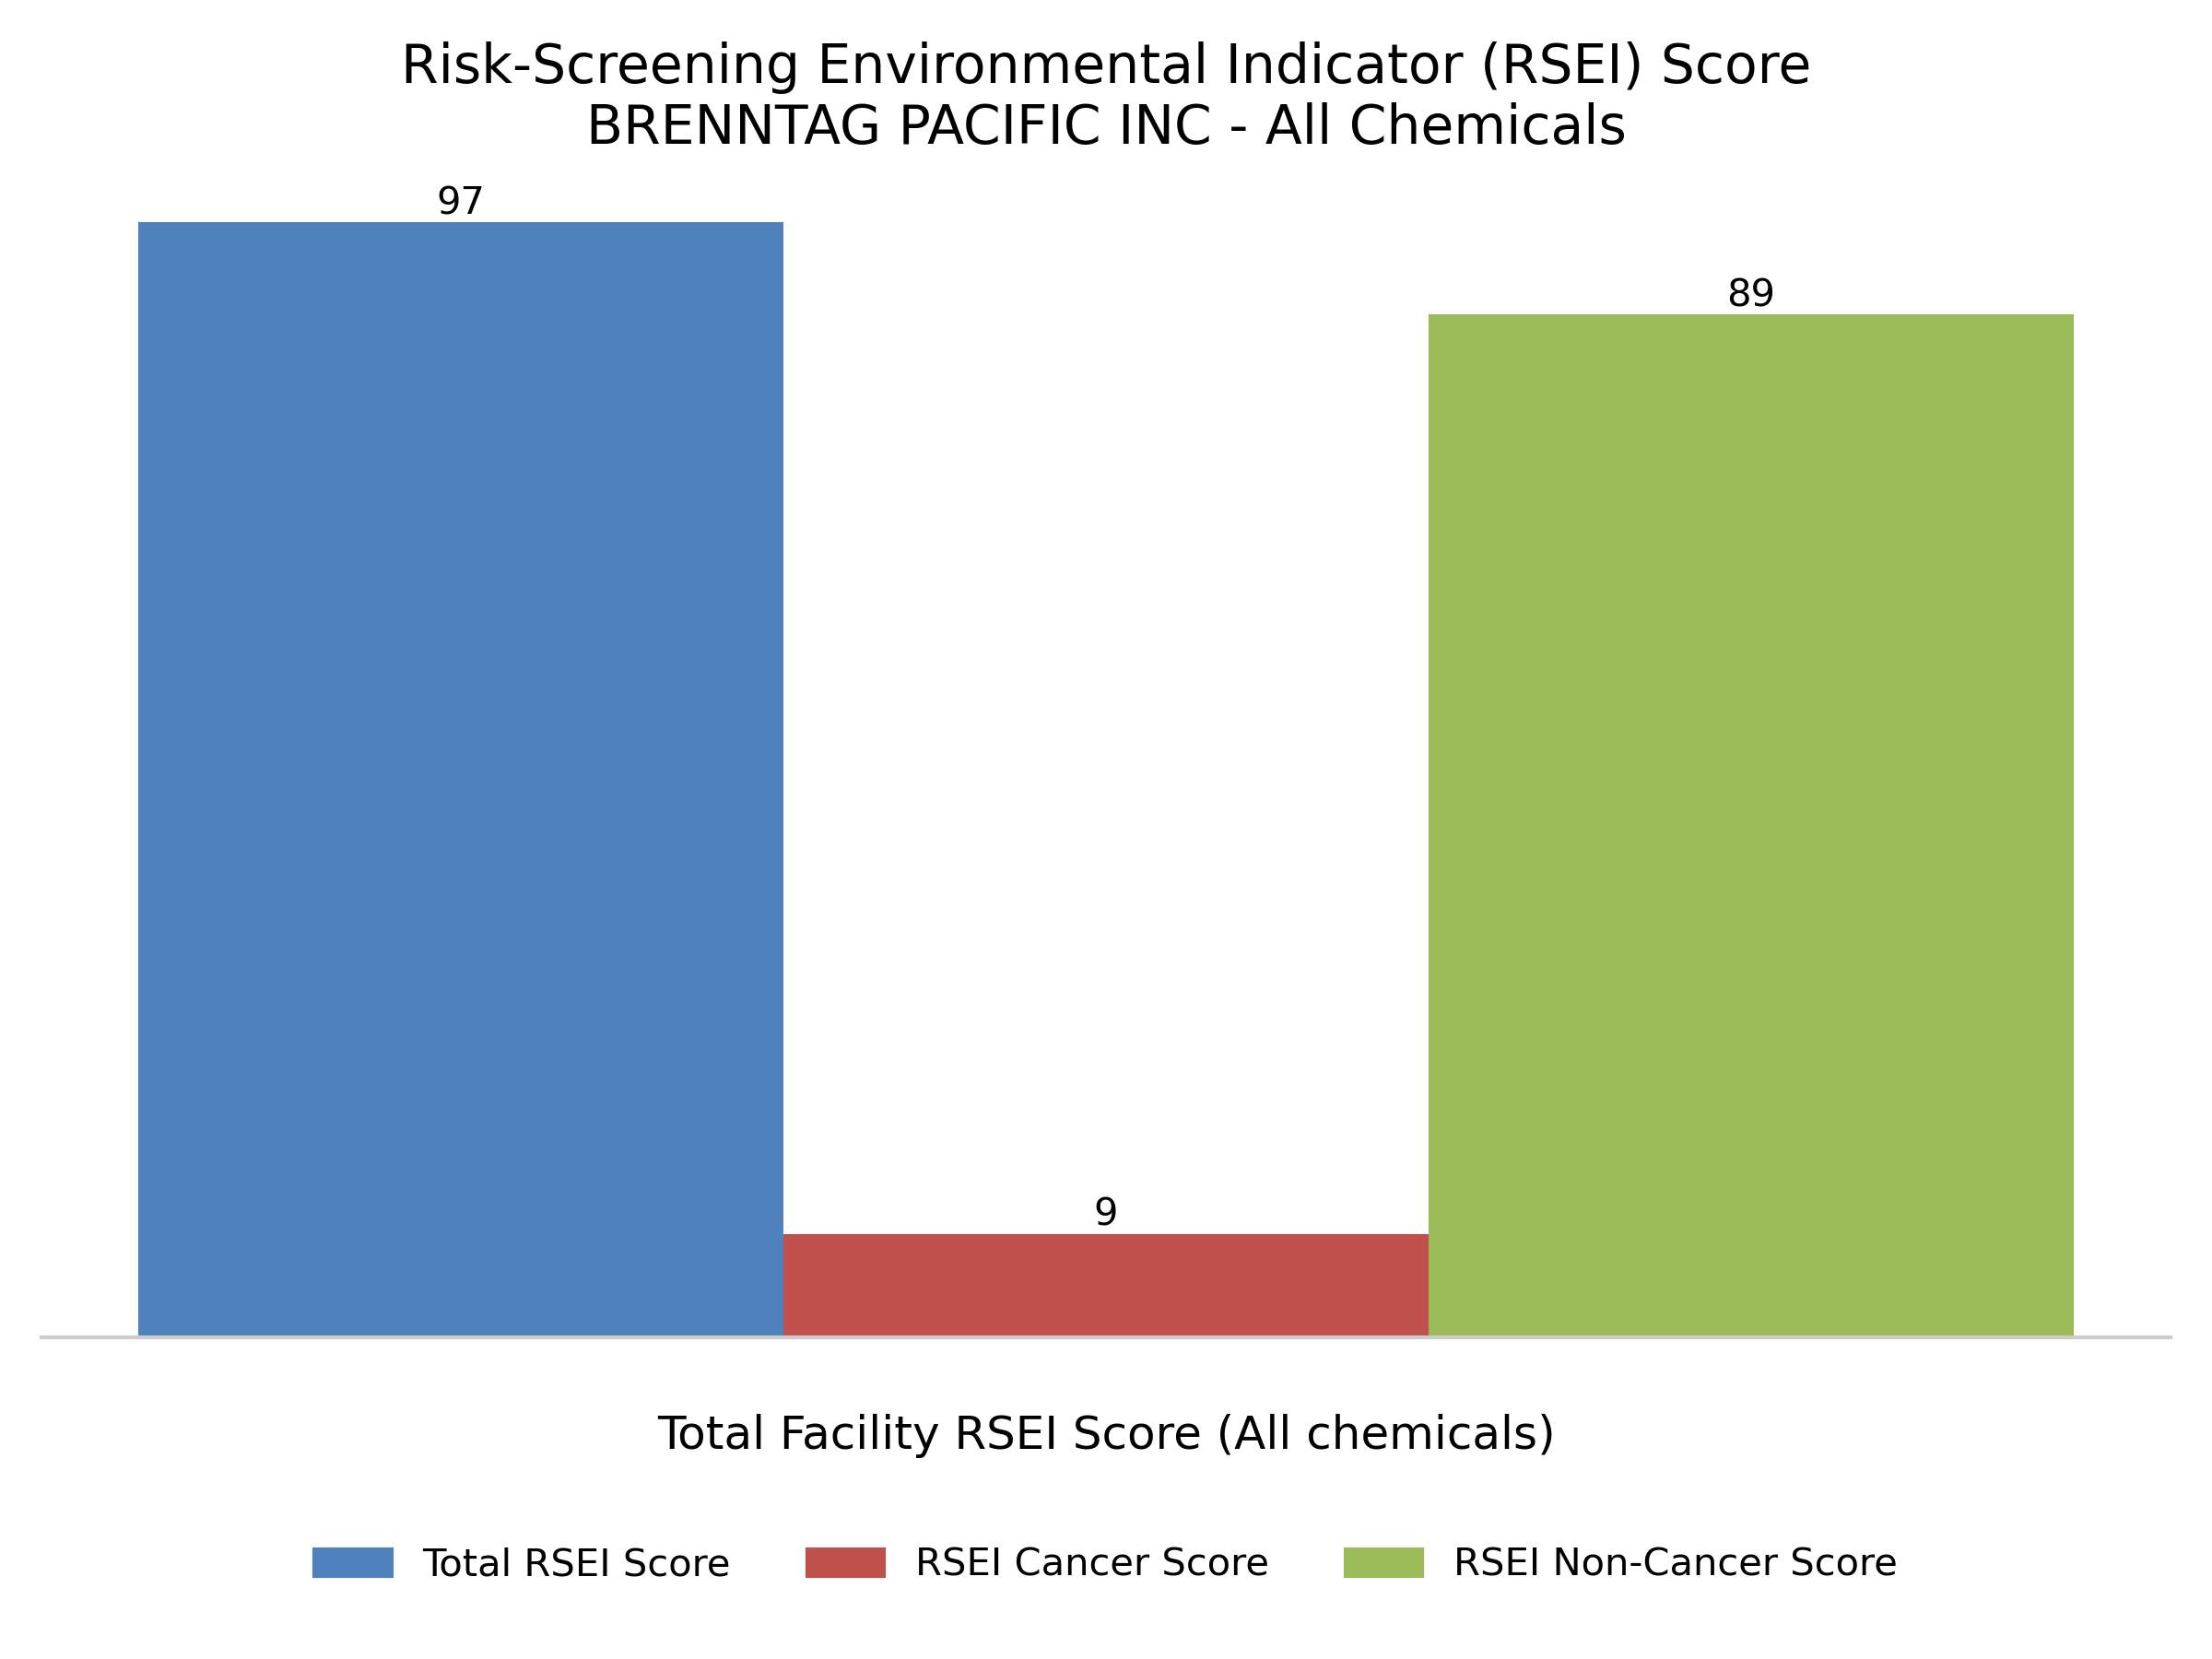 Risk-Screening Environmental Indicator (RSEI) Score
BRENNTAG PACIFIC INC - All Chemicals
97
89
9
Total Facility RSEI Score (All chemicals)
Total RSEI Score
RSEI Cancer Score
RSEI Non-Cancer Score